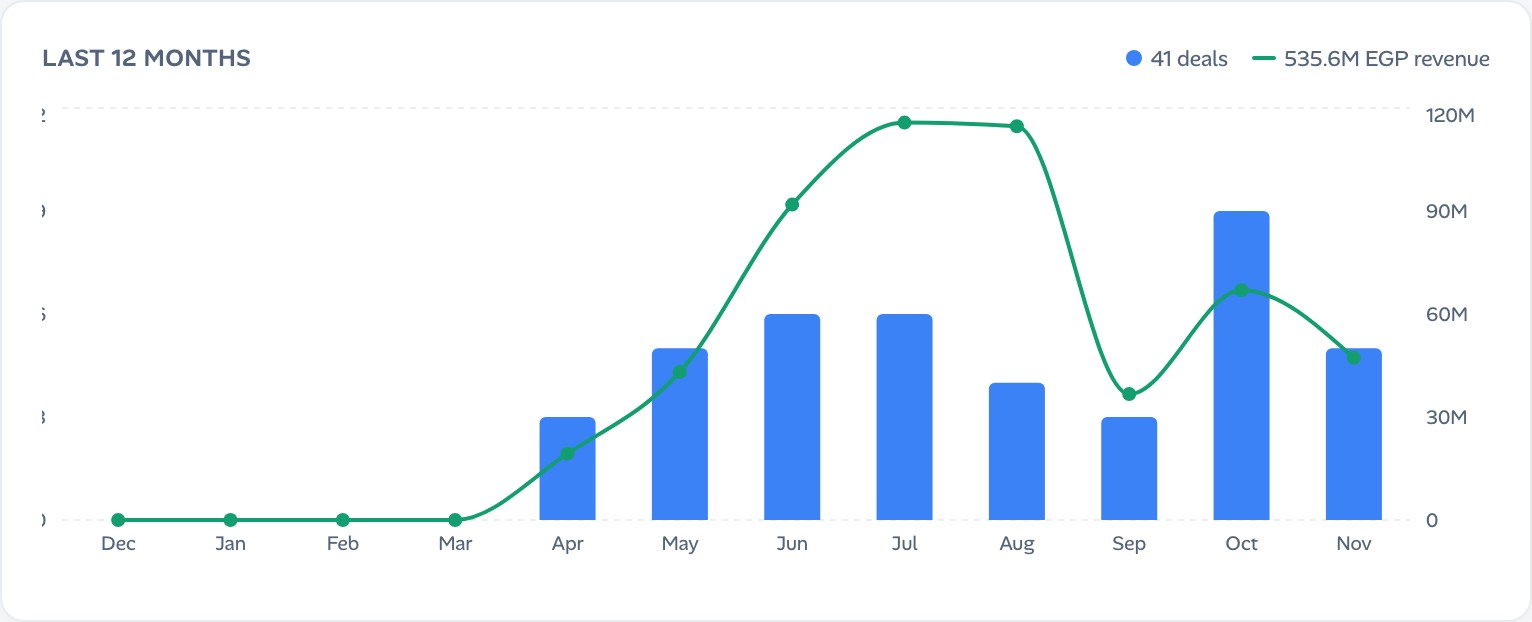 LAST 12 MONTHS
41 deals
535.6M EGP revenue
120M
90M
60M
30M
0
Dec Jan Feb Mar Apr May Jun Jul Aug Sep Oct Nov